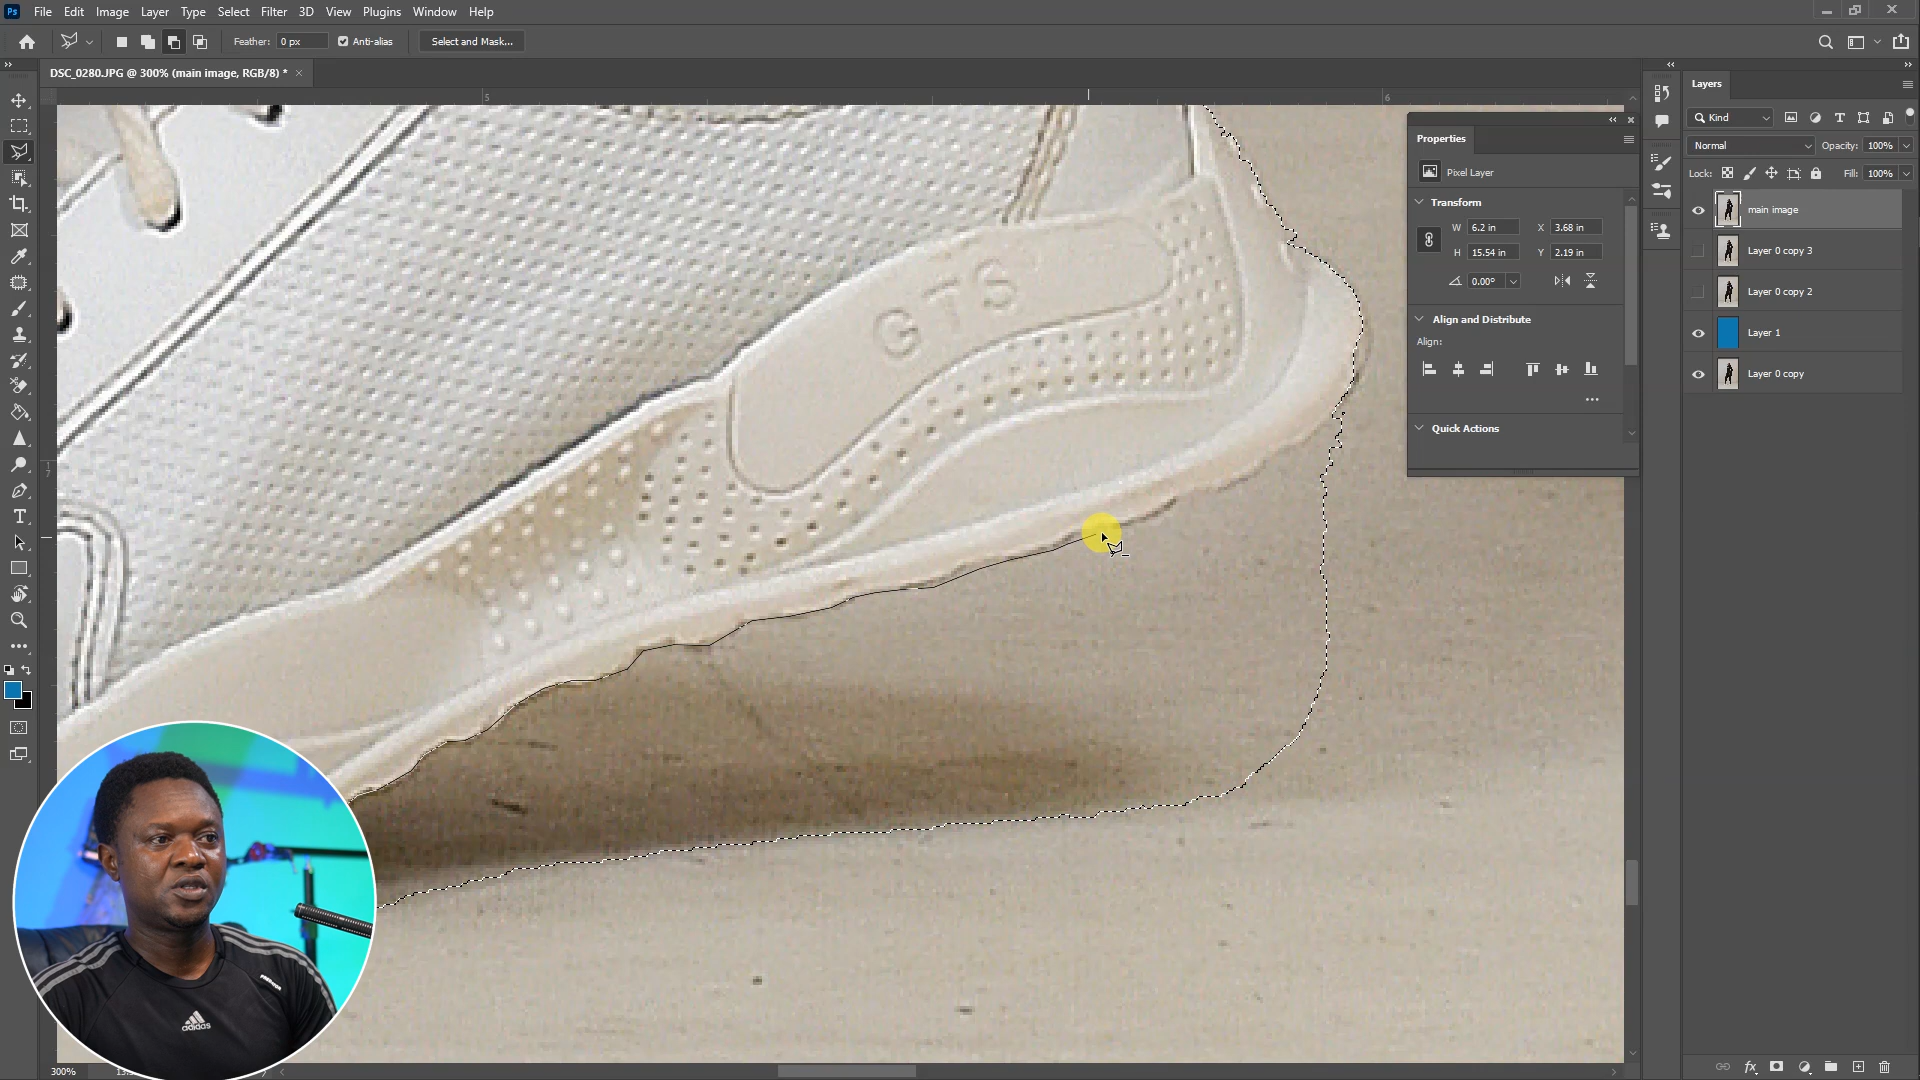 Ps File Edit Image Layer Type Select Filter 3D View Plugins Window Help
Feather: 0 px Anti-alias Select and Mask...
DSC_0280.JPG @ 300% (main image, RGB/8) * ×
5 6
Properties
Pixel Layer
Transform
W 6.2 in X 3.68 in
H 15.54 in Y 2.19 in
0.00°
Align and Distribute
Align:
Quick Actions
Layers
Kind
Normal Opacity: 100%
Lock: Fill: 100%
main image
Layer 0 copy 3
Layer 0 copy 2
Layer 1
Layer 0 copy
GTS
adidas
300%